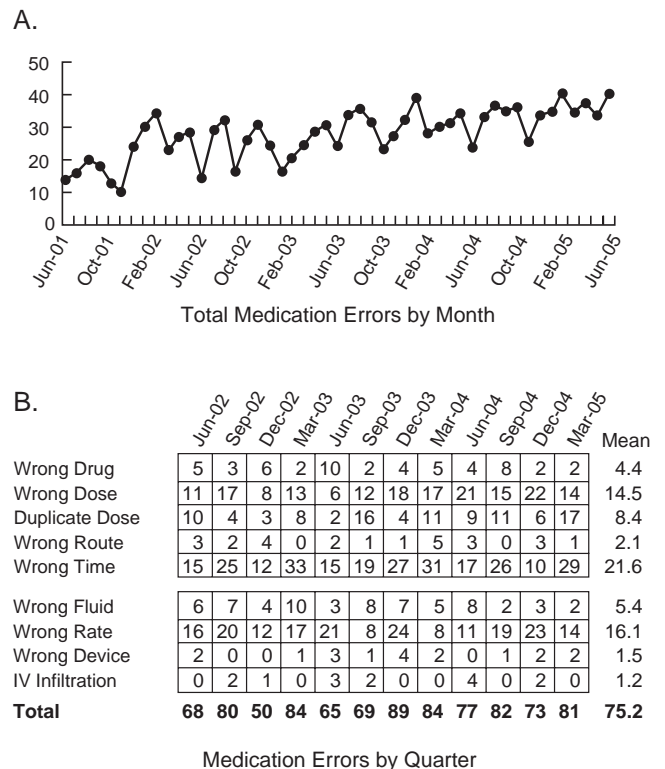 A.
50
40
30
20
10
0
Jun-01 Oct-01 Feb-02 Jun-02 Oct-02 Feb-03 Jun-03 Oct-03 Feb-04 Jun-04 Oct-04 Feb-05 Jun-05
Total Medication Errors by Month
B.
Jun-02 Sep-02 Dec-02 Mar-03 Jun-03 Sep-03 Dec-03 Mar-04 Jun-04 Sep-04 Dec-04 Mar-05 Mean
Wrong Drug 5 3 6 2 10 2 4 5 4 8 2 2 4.4
Wrong Dose 11 17 8 13 6 12 18 17 21 15 22 14 14.5
Duplicate Dose 10 4 3 8 2 16 4 11 9 11 6 17 8.4
Wrong Route 3 2 4 0 2 1 1 5 3 0 3 1 2.1
Wrong Time 15 25 12 33 15 19 27 31 17 26 10 29 21.6
Wrong Fluid 6 7 4 10 3 8 7 5 8 2 3 2 5.4
Wrong Rate 16 20 12 17 21 8 24 8 11 19 23 14 16.1
Wrong Device 2 0 0 1 3 1 4 2 0 1 2 2 1.5
IV Infiltration 0 2 1 0 3 2 0 0 4 0 2 0 1.2
Total 68 80 50 84 65 69 89 84 77 82 73 81 75.2
Medication Errors by Quarter